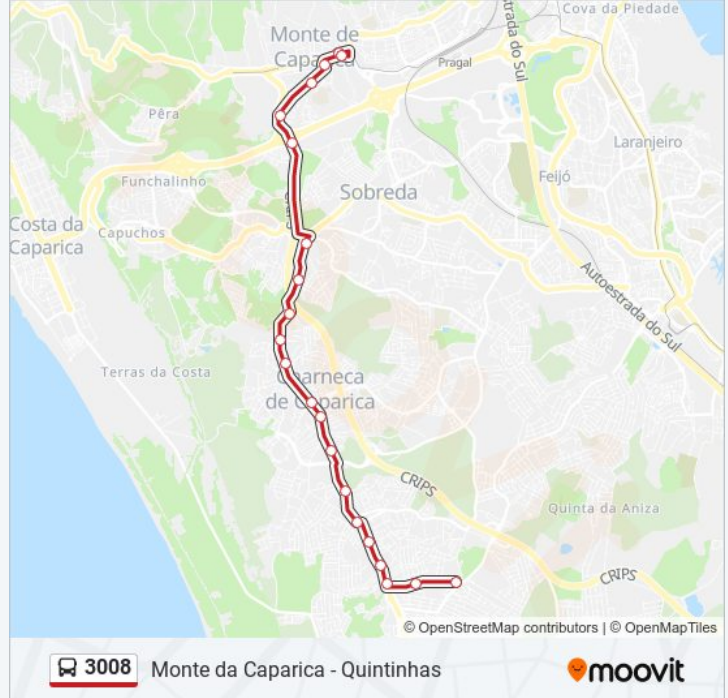 Cova da Piedade
Monte de
Caparica
Pragal
Autoestrada do Sul
Pêra
Laranjeiro
Funchalinho
Feijó
Sobreda
Costa da
Caparica
Capuchos
CRIPS
Autoestrada do Sul
Terras da Costa
Charneca
de Caparica
CRIPS
Quinta da Aniza
CRIPS
© OpenStreetMap contributors | © OpenMapTiles
3008 Monte da Caparica - Quintinhas
moovit